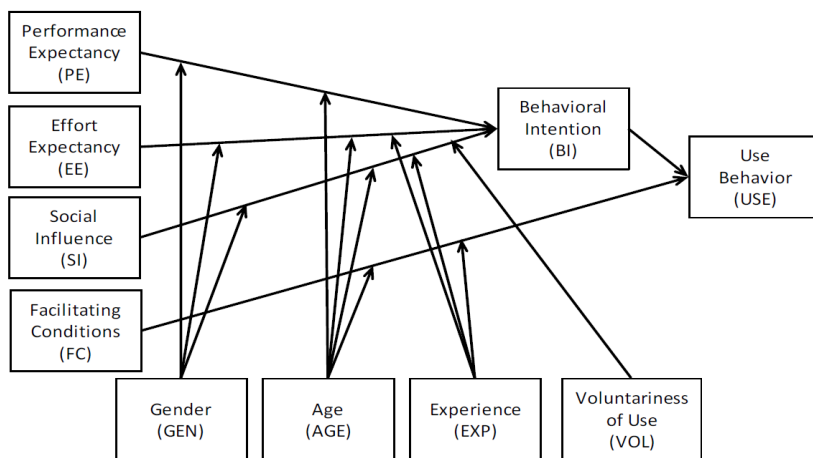 Performance
Expectancy
(PE)
Effort
Expectancy
(EE)
Social
Influence
(SI)
Facilitating
Conditions
(FC)
Behavioral
Intention
(BI)
Use
Behavior
(USE)
Gender
(GEN)
Age
(AGE)
Experience
(EXP)
Voluntariness
of Use
(VOL)